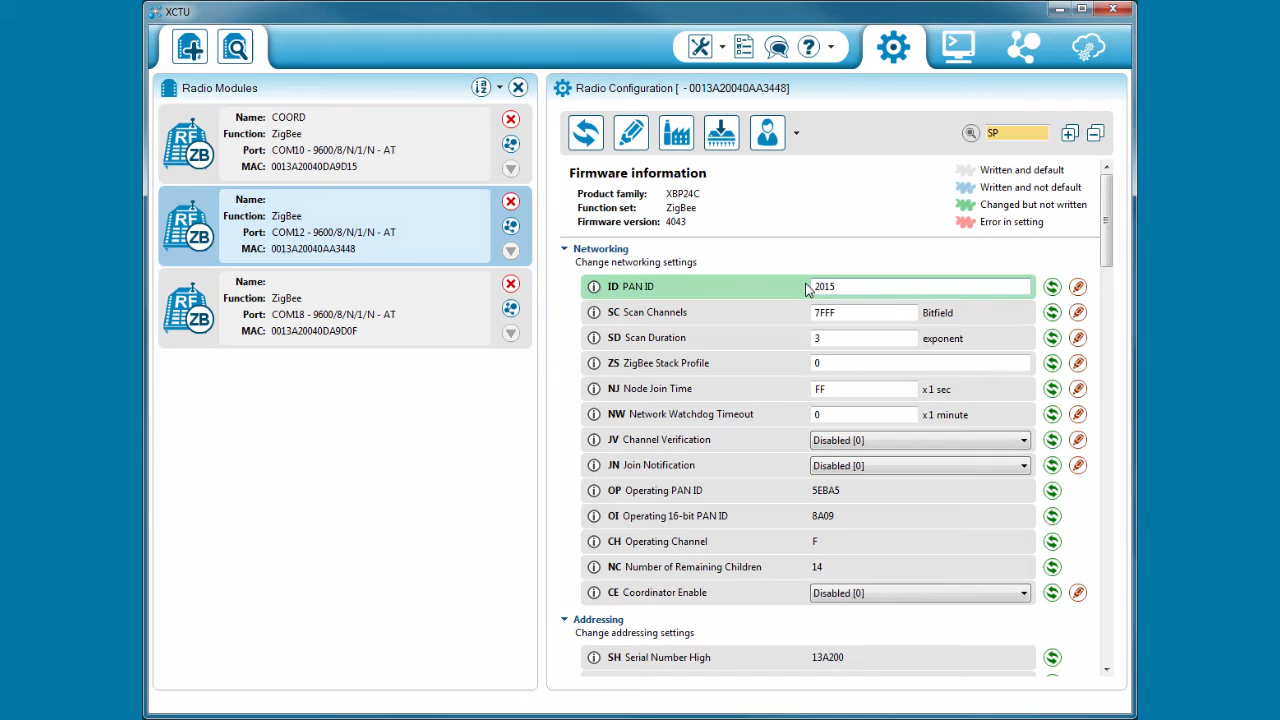 XCTU
Radio Modules
Name: COORD
Function: ZigBee
Port: COM10 - 9600/8/N/1/N - AT
MAC: 0013A20040DA9D15
Name:
Function: ZigBee
Port: COM12 - 9600/8/N/1/N - AT
MAC: 0013A20040AA3448
Name:
Function: ZigBee
Port: COM18 - 9600/8/N/1/N - AT
MAC: 0013A20040DA9D0F
RF
ZB
RF
ZB
RF
ZB
Radio Configuration [ - 0013A20040AA3448]
SP
Firmware information
Product family: XBP24C
Function set: ZigBee
Firmware version: 4043
Written and default
Written and not default
Changed but not written
Error in setting
Networking
Change networking settings
ID PAN ID 2015
SC Scan Channels 7FFF Bitfield
SD Scan Duration 3 exponent
ZS ZigBee Stack Profile 0
NJ Node Join Time FF x 1 sec
NW Network Watchdog Timeout 0 x 1 minute
JV Channel Verification Disabled [0]
JN Join Notification Disabled [0]
OP Operating PAN ID 5EBA5
OI Operating 16-bit PAN ID 8A09
CH Operating Channel F
NC Number of Remaining Children 14
CE Coordinator Enable Disabled [0]
Addressing
Change addressing settings
SH Serial Number High 13A200